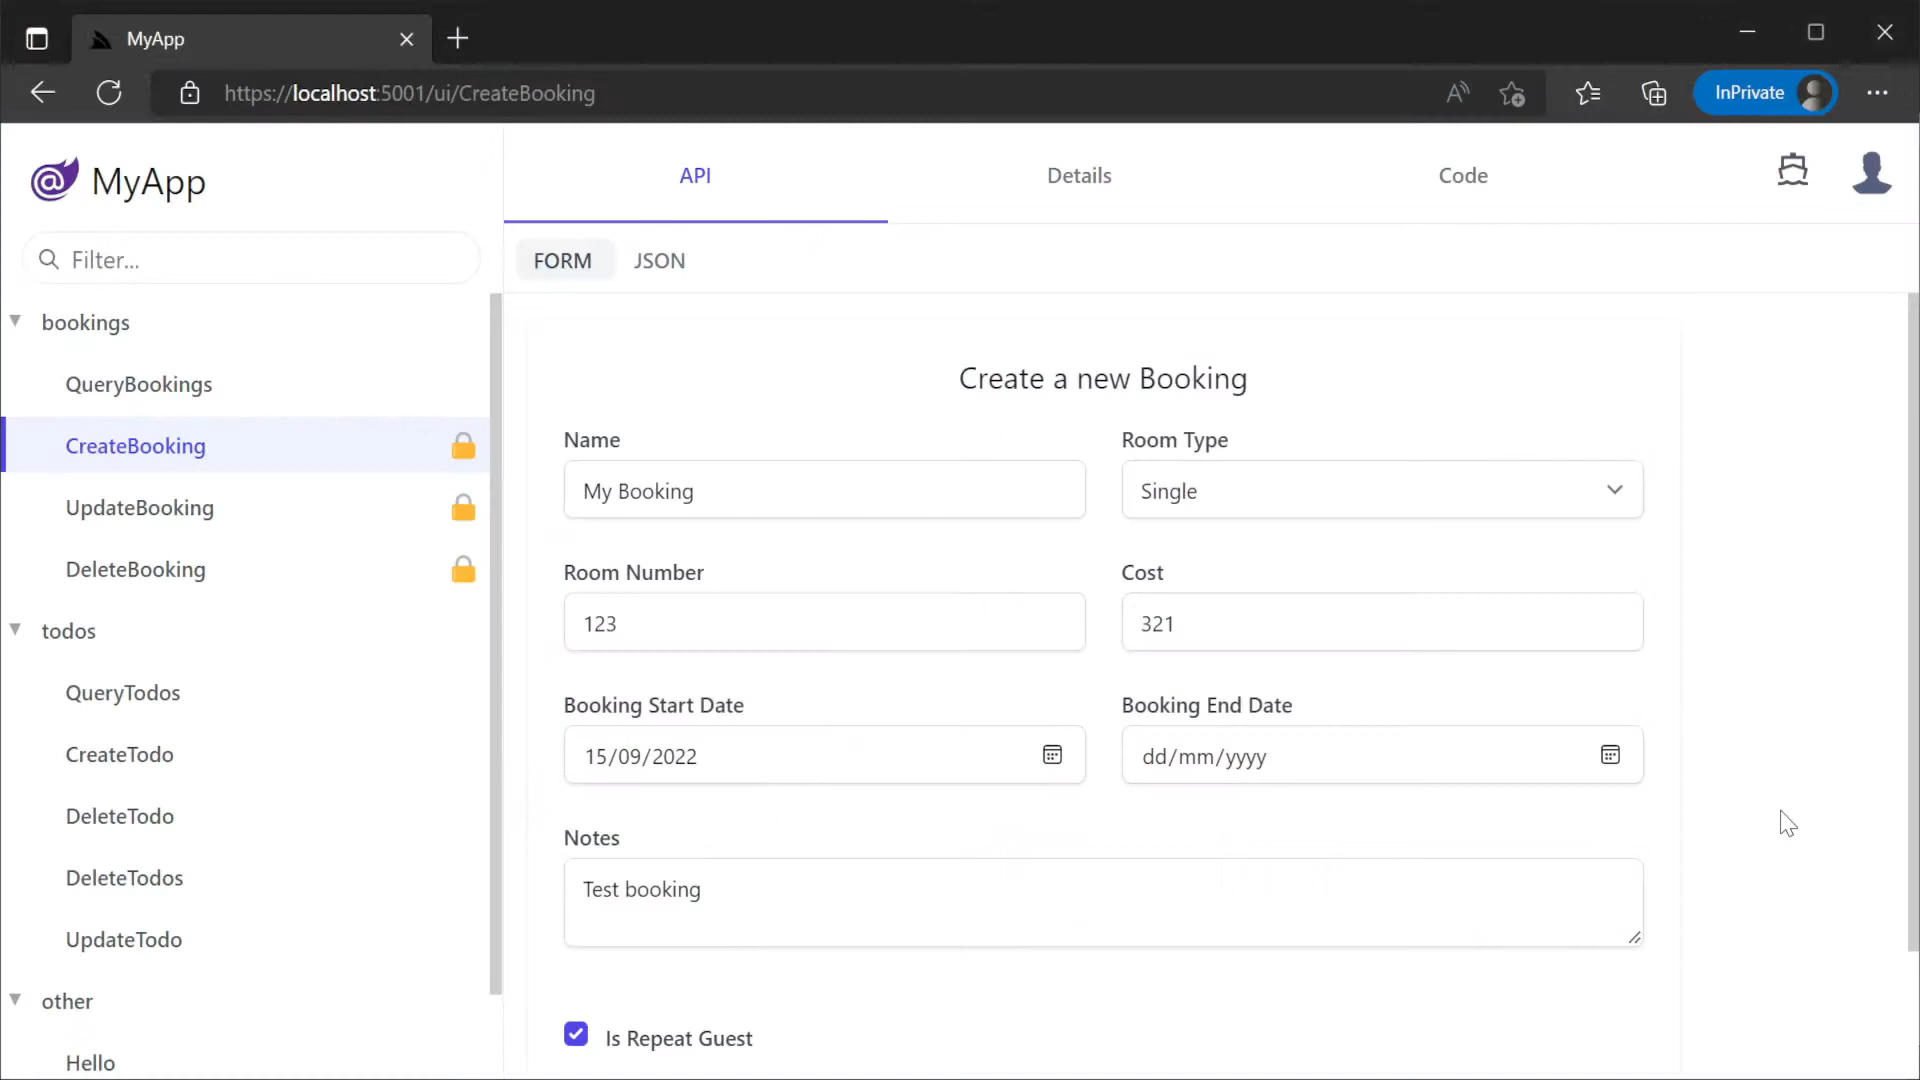 MyApp
https://localhost:5001/ui/CreateBooking
InPrivate
MyApp
API
Details
Code
Filter...
FORM
JSON
bookings
QueryBookings
CreateBooking
UpdateBooking
DeleteBooking
todos
QueryTodos
CreateTodo
DeleteTodo
DeleteTodos
UpdateTodo
other
Hello
Create a new Booking
Name
Room Type
My Booking
Single
Room Number
Cost
123
321
Booking Start Date
Booking End Date
15/09/2022
dd/mm/yyyy
Notes
Test booking
Is Repeat Guest